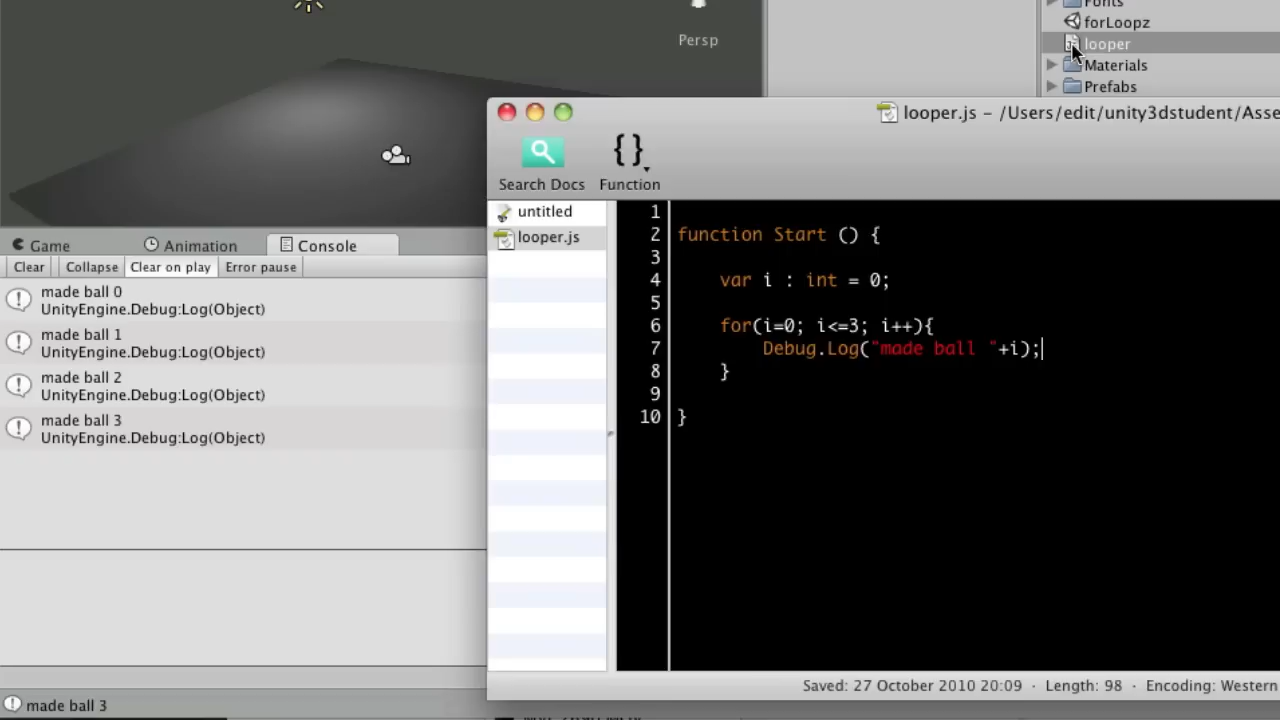 Fonts
forLoopz
looper
Materials
Prefabs
Persp
looper.js – /Users/edit/unity3dstudent/Asse
Search Docs
{ }
Function
untitled
looper.js
Game
Animation
Console
Clear
Collapse
Clear on play
Error pause
made ball 0
UnityEngine.Debug:Log(Object)
made ball 1
UnityEngine.Debug:Log(Object)
made ball 2
UnityEngine.Debug:Log(Object)
made ball 3
UnityEngine.Debug:Log(Object)
1
2 function Start () {
3
4 var i : int = 0;
5
6 for(i=0; i<=3; i++){
7 Debug.Log("made ball "+i);
8 }
9
10 }
Saved: 27 October 2010 20:09 · Length: 98 · Encoding: Western
made ball 3